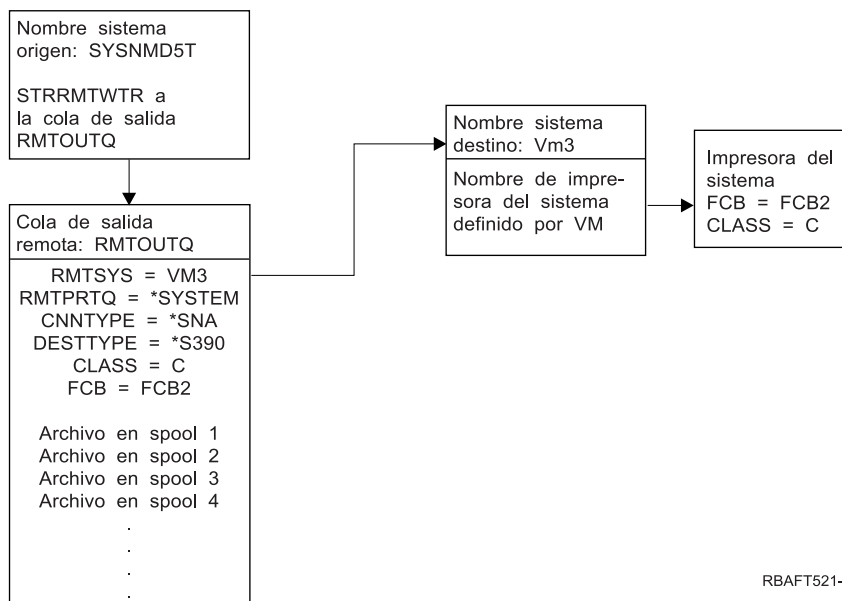 Nombre sistema
origen: SYSNMD5T
STRRMTWTR a
la cola de salida
RMTOUTQ
Cola de salida
remota: RMTOUTQ
RMTSYS = VM3
RMTPRTQ = *SYSTEM
CNNTYPE = *SNA
DESTTYPE = *S390
CLASS = C
FCB = FCB2
Archivo en spool 1
Archivo en spool 2
Archivo en spool 3
Archivo en spool 4
.
.
.
.
Nombre sistema
destino: Vm3
Nombre de impre-
sora del sistema
definido por VM
Impresora del
sistema
FCB = FCB2
CLASS = C
RBAFT521-